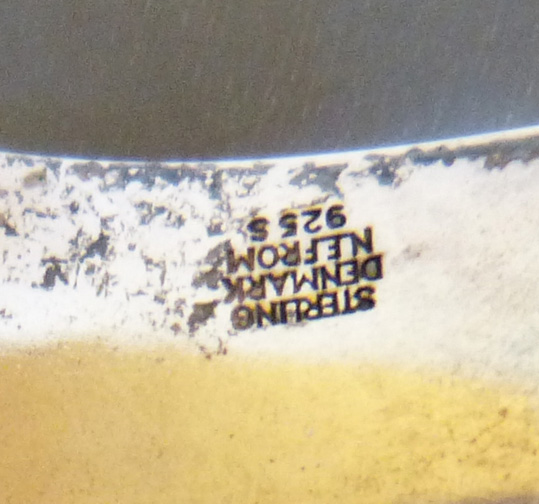 STERLING
DENMARK
N.E.FROM
925 S